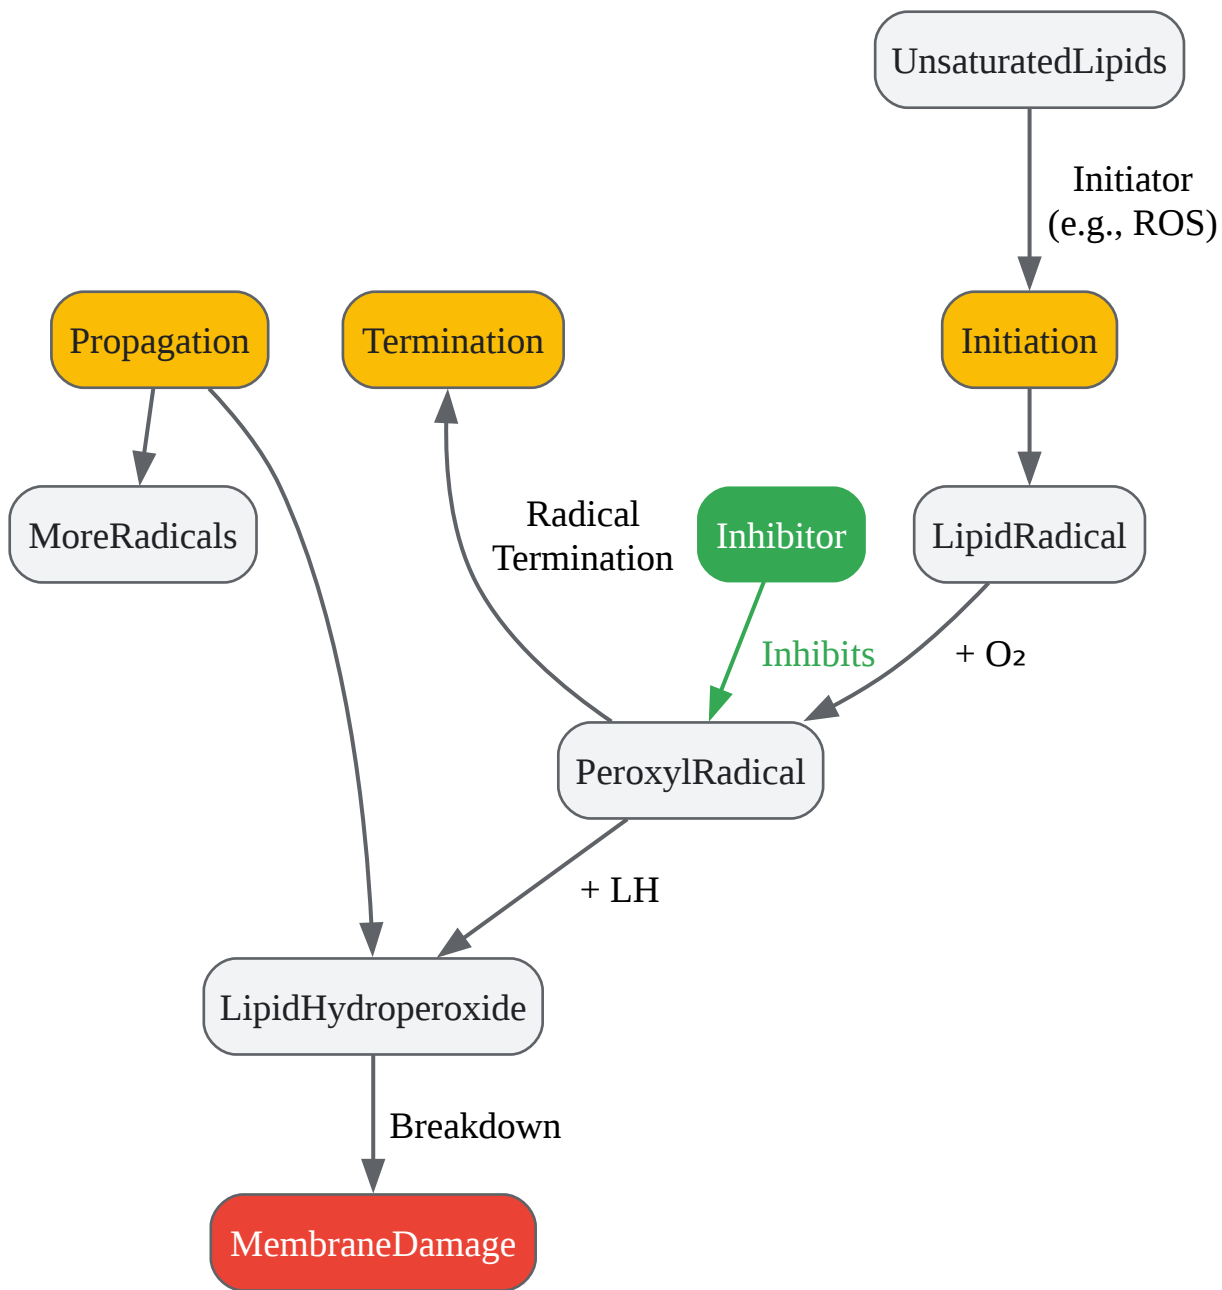 UnsaturatedLipids
Initiator
(e.g., ROS)
Propagation
Termination
Initiation
MoreRadicals
Radical
Termination
Inhibitor
LipidRadical
Inhibits
+ O₂
PeroxylRadical
+ LH
LipidHydroperoxide
Breakdown
MembraneDamage